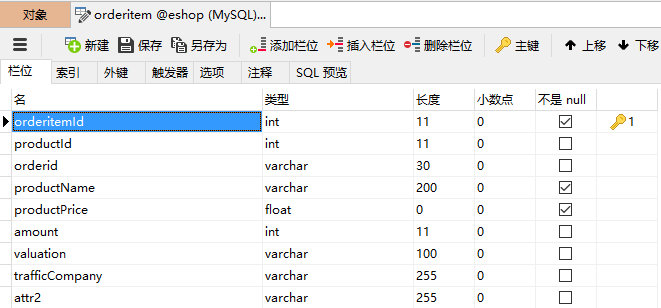 对象 orderitem @eshop (MySQL)...
新建 保存 另存为 添加栏位 插入栏位 删除栏位 主键 上移 下移
栏位 索引 外键 触发器 选项 注释 SQL 预览
名 类型 长度 小数点 不是 null
orderitemId int 11 0 1
productId int 11 0
orderid varchar 30 0
productName varchar 200 0
productPrice float 0 0
amount int 11 0
valuation varchar 100 0
trafficCompany varchar 255 0
attr2 varchar 255 0